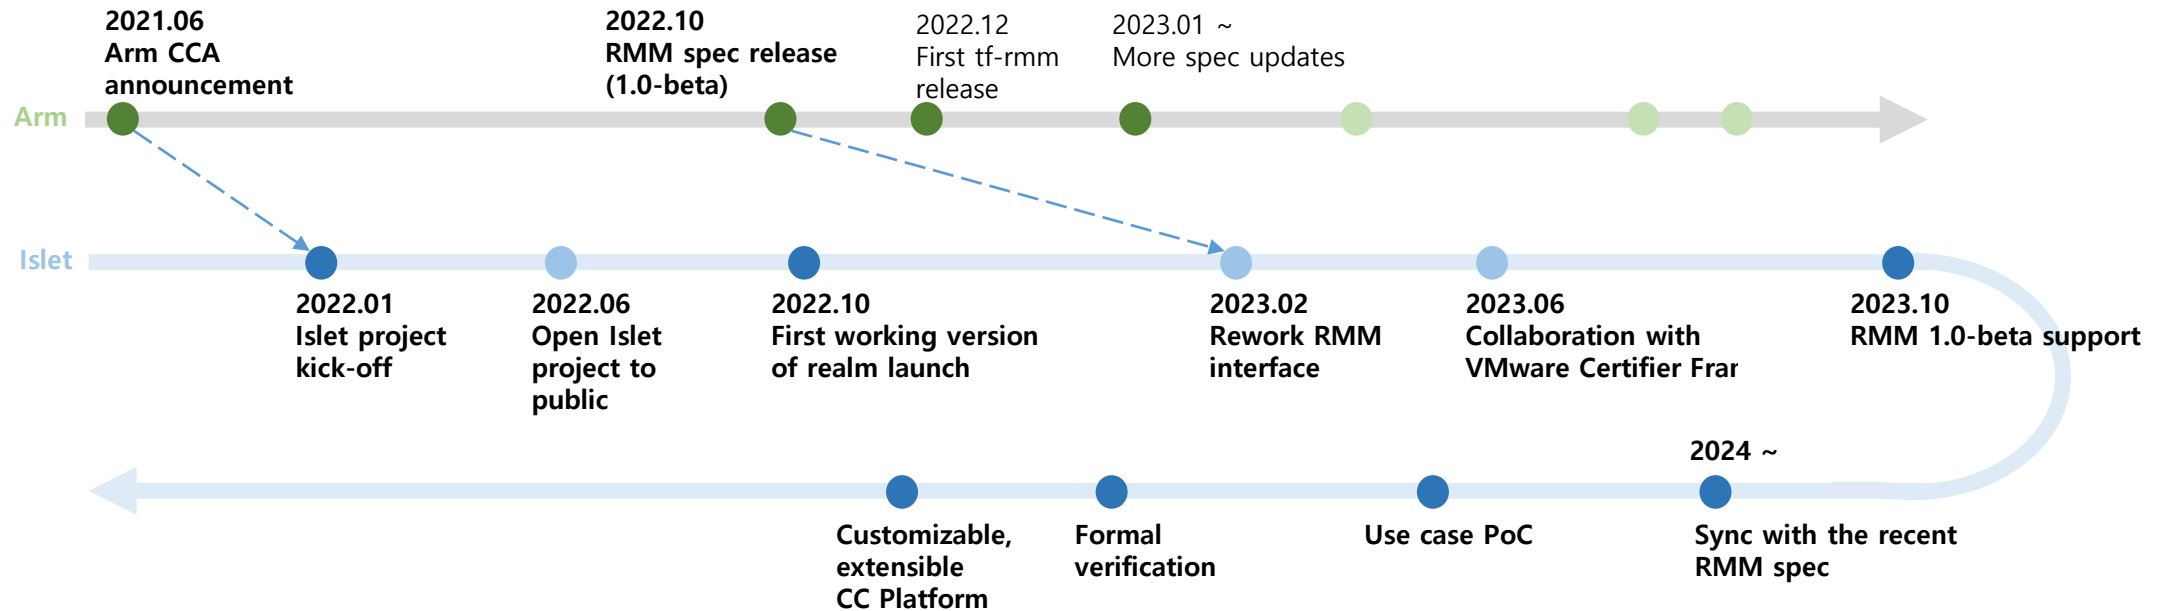 2021.06
Arm CCA
announcement
2022.10
RMM spec release
(1.0-beta)
2022.12
First tf-rmm
release
2023.01 ~
More spec updates
Arm
Islet
2022.01
Islet project
kick-off
2022.06
Open Islet
project to
public
2022.10
First working version
of realm launch
2023.02
Rework RMM
interface
2023.06
Collaboration with
VMware Certifier
2023.10
RMM 1.0-beta support
2024 ~
Sync with the recent
RMM spec
Use case PoC
Formal
verification
Customizable,
extensible
CC Platform